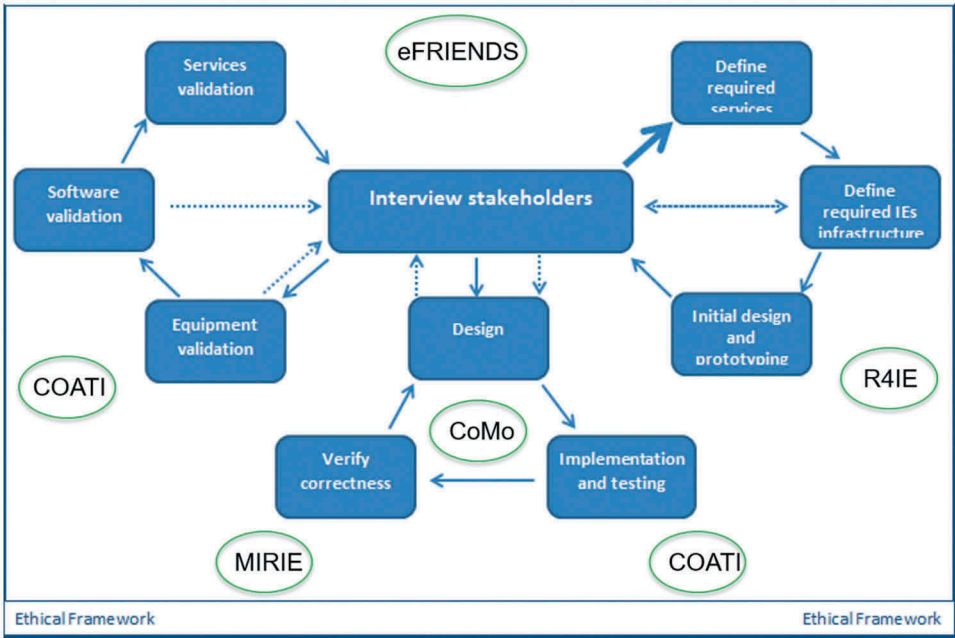 eFRIENDS
Services
validation
Define
required
services
Software
validation
Interview stakeholders
Define
required IEs
infrastructure
Equipment
validation
Design
Initial design
and
prototyping
COATI
R4IE
CoMo
Verify
correctness
Implementation
and testing
MIRIE
COATI
Ethical Framework
Ethical Framework